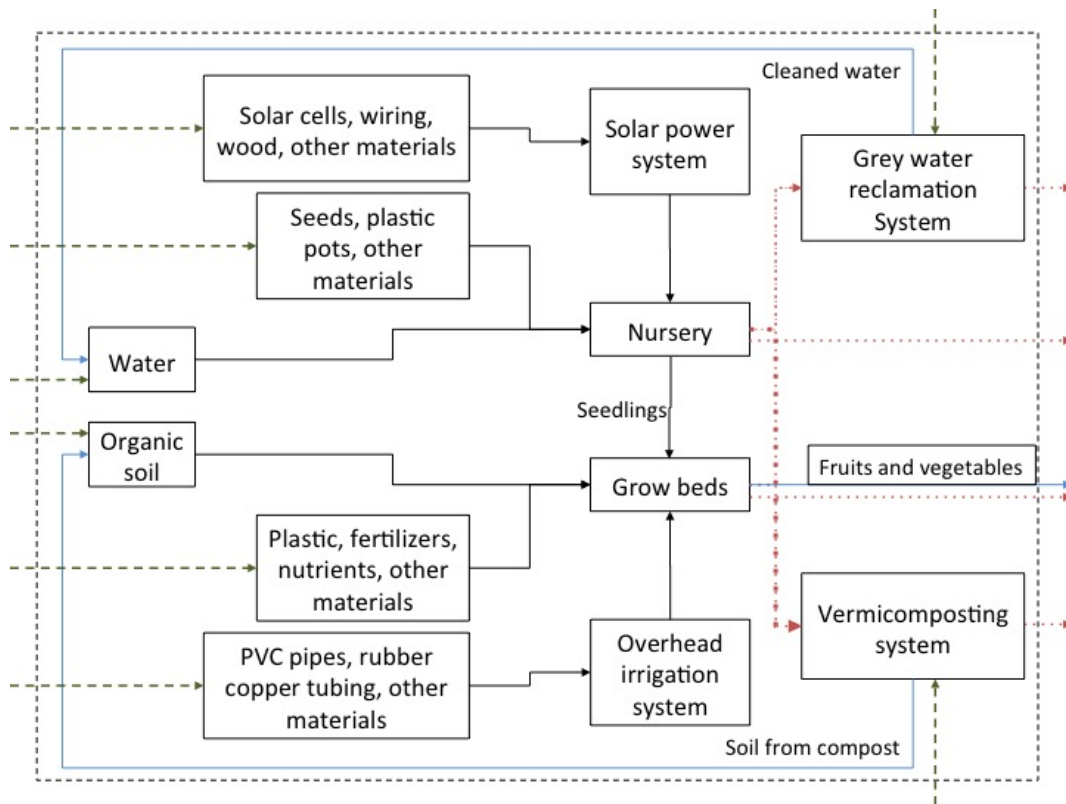 Cleaned water
Solar cells, wiring,
wood, other materials
Solar power
system
Grey water
reclamation
System
Seeds, plastic
pots, other
materials
Nursery
Water
Seedlings
Organic
soil
Fruits and vegetables
Grow beds
Plastic, fertilizers,
nutrients, other
materials
Vermicomposting
system
PVC pipes, rubber
copper tubing, other
materials
Overhead
irrigation
system
Soil from compost